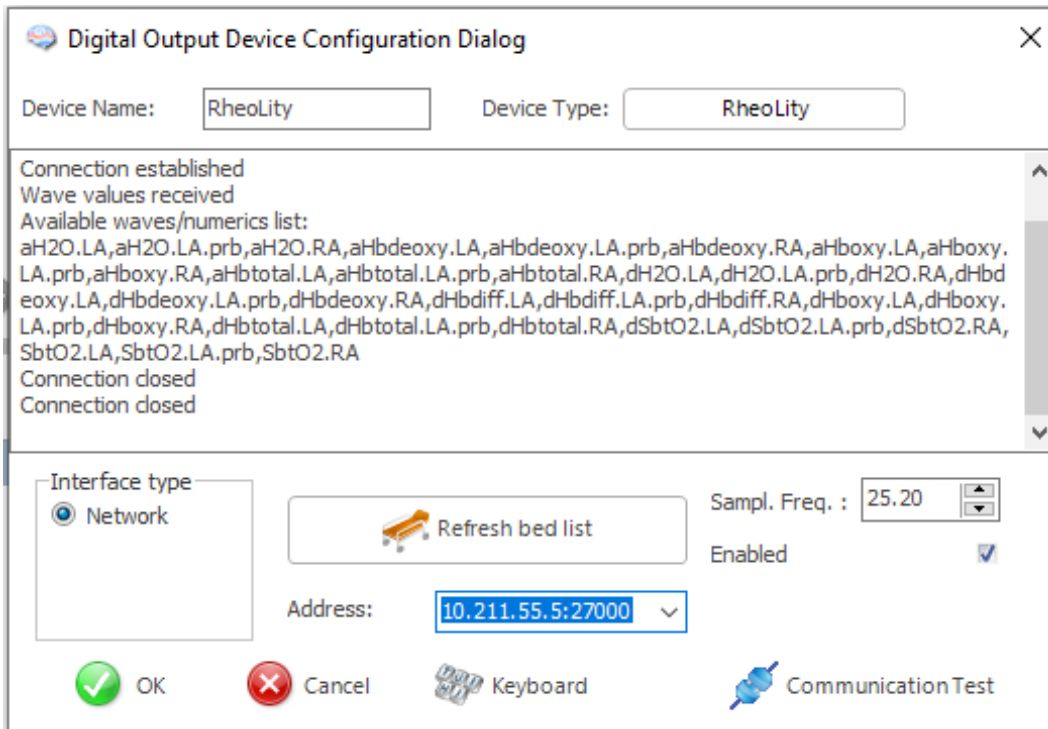 Digital Output Device Configuration Dialog
Device Name: RheoLity Device Type: RheoLity
Connection established
Wave values received
Available waves/numerics list:
aH2O.LA,aH2O.LA.prb,aH2O.RA,aHbdeoxy.LA,aHbdeoxy.LA.prb,aHbdeoxy.RA,aHboxy.LA,aHboxy.
LA.prb,aHboxy.RA,aHbtotal.LA,aHbtotal.LA.prb,aHbtotal.RA,dH2O.LA,dH2O.LA.prb,dH2O.RA,dHbd
eoxy.LA,dHbdeoxy.LA.prb,dHbdeoxy.RA,dHbdiff.LA,dHbdiff.LA.prb,dHbdiff.RA,dHboxy.LA,dHboxy.
LA.prb,dHboxy.RA,dHbtotal.LA,dHbtotal.LA.prb,dHbtotal.RA,dSbtO2.LA,dSbtO2.LA.prb,dSbtO2.RA,
SbtO2.LA,SbtO2.LA.prb,SbtO2.RA
Connection closed
Connection closed
Interface type
Network
Refresh bed list
Sampl. Freq. : 25.20
Enabled
Address: 10.211.55.5:27000
OK Cancel Keyboard Communication Test